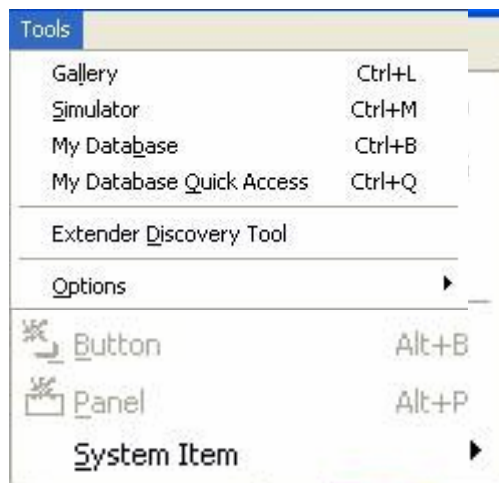 Tools
Gallery Ctrl+L
Simulator Ctrl+M
My Database Ctrl+B
My Database Quick Access Ctrl+Q
Extender Discovery Tool
Options
Button Alt+B
Panel Alt+P
System Item